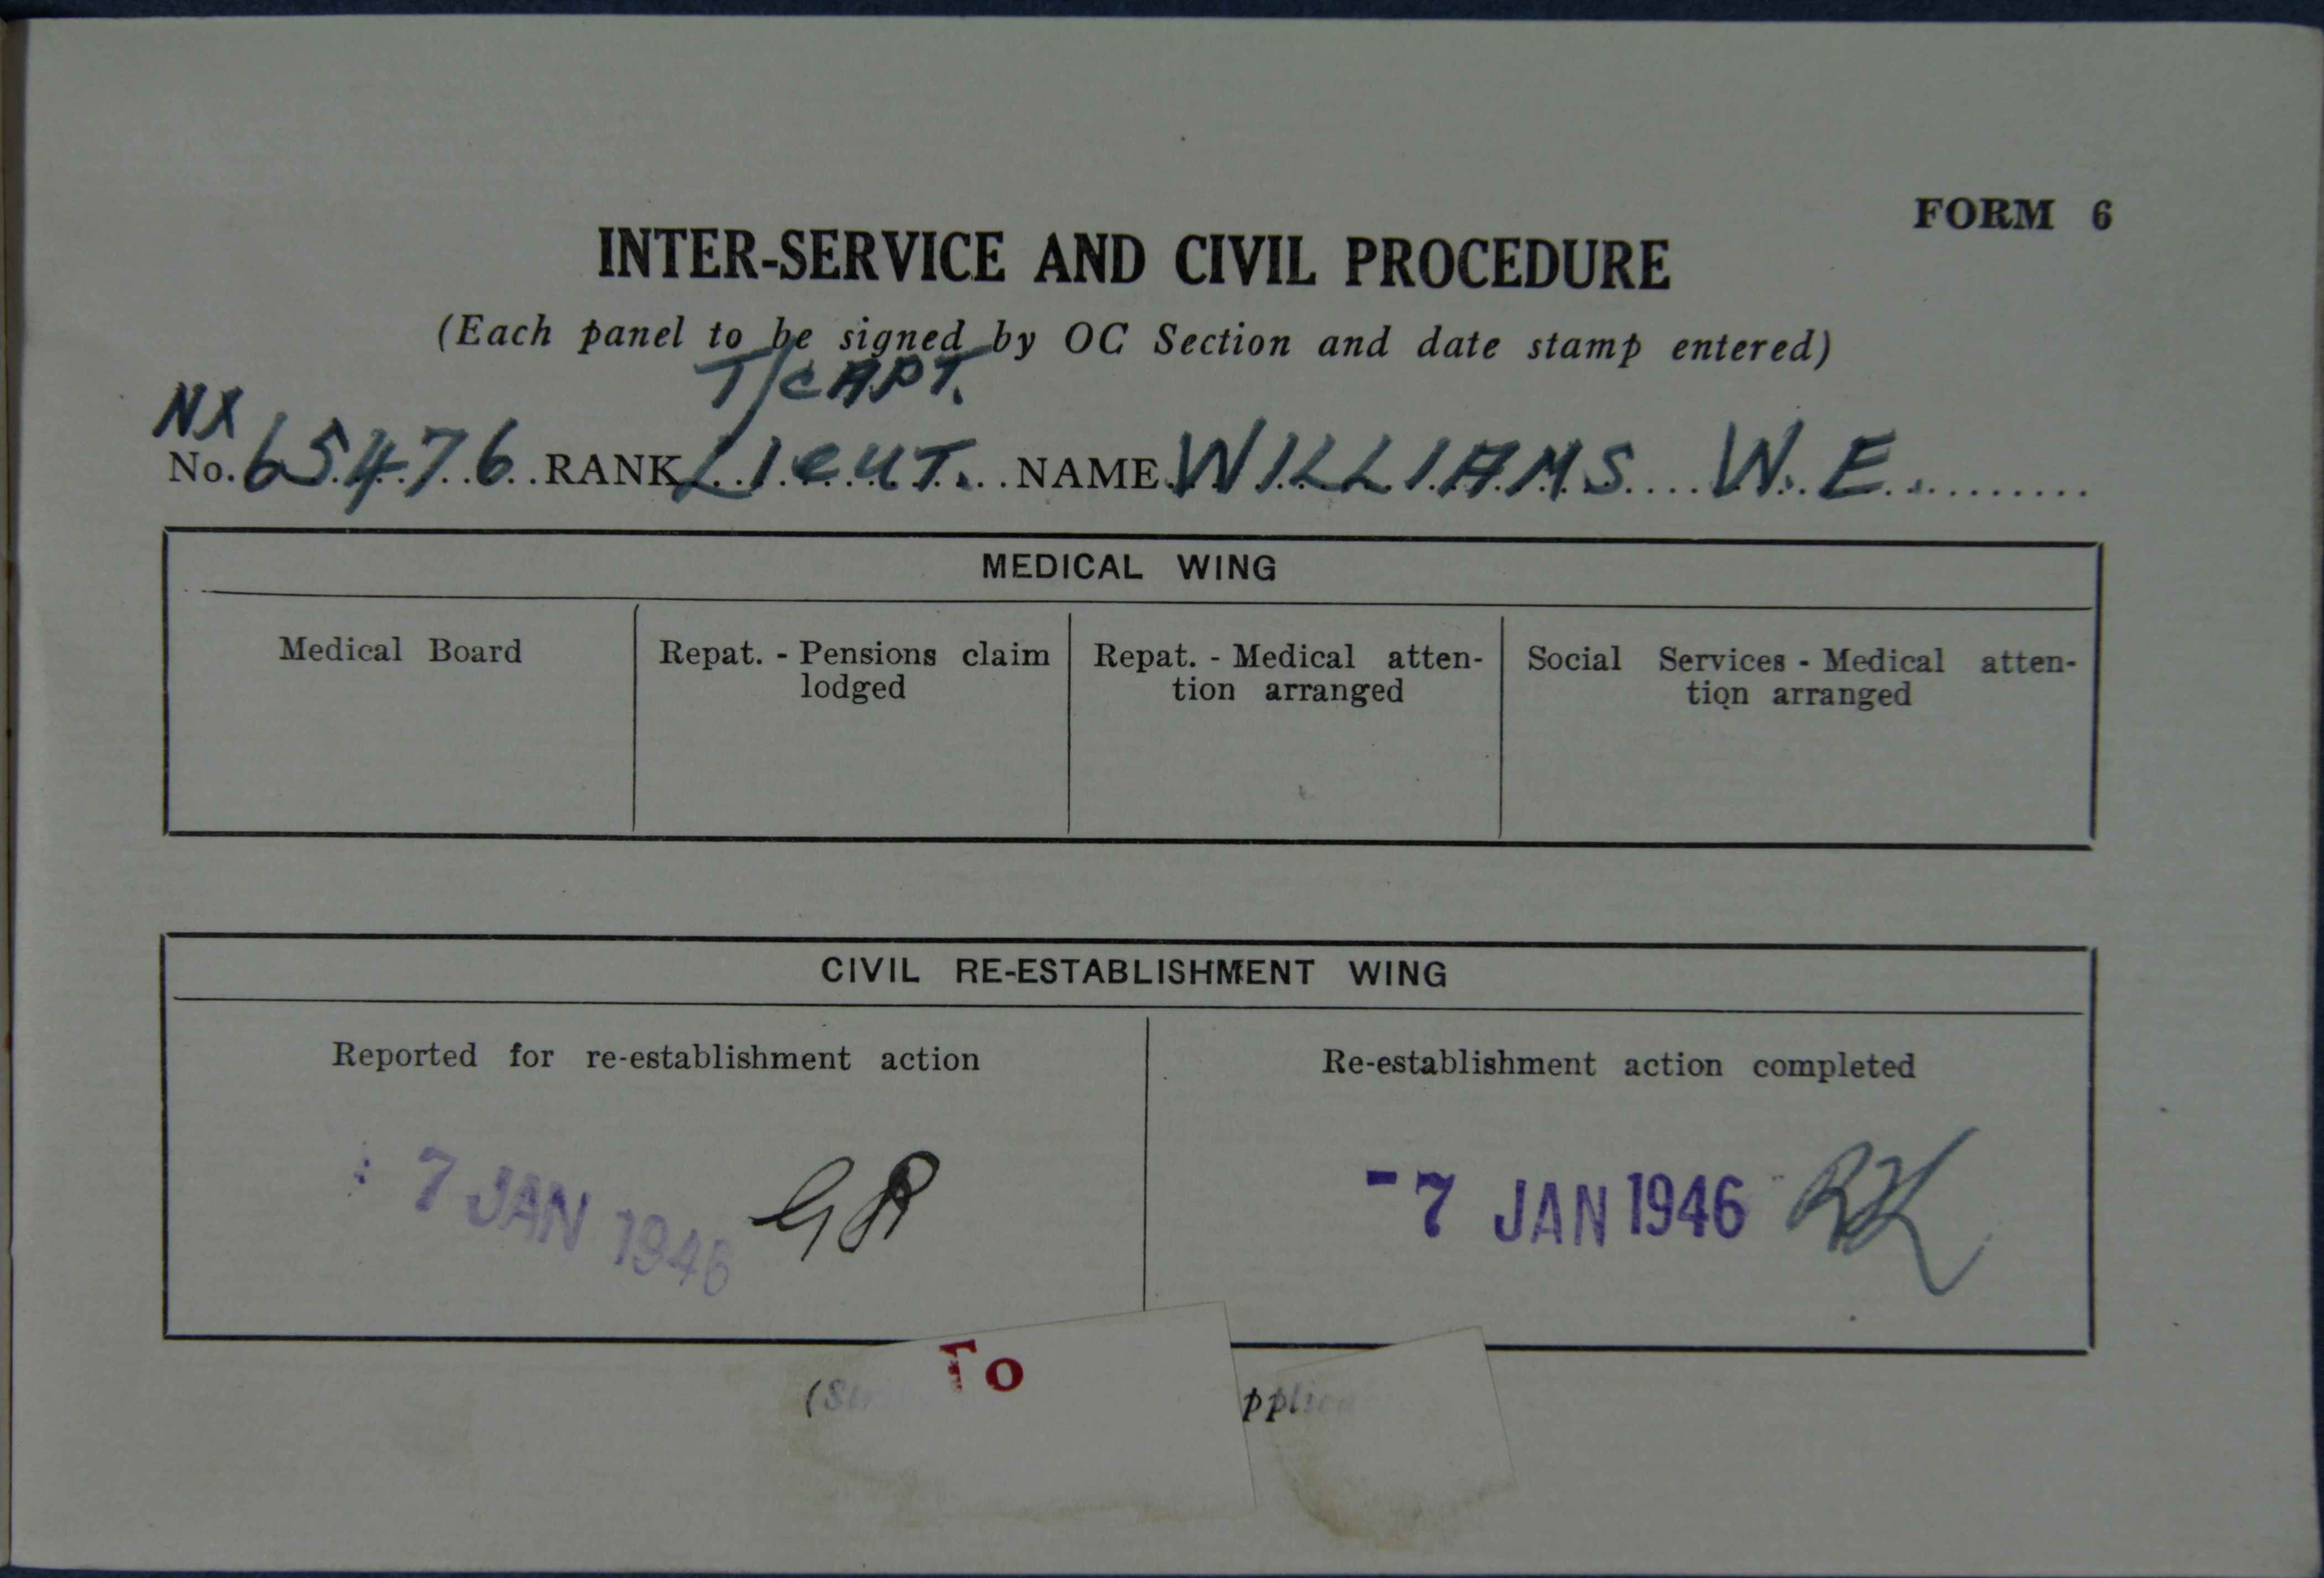 FORM 6
INTER-SERVICE AND CIVIL PROCEDURE
(Each panel to be signed by OC Section and date stamp entered)
T/CAPT.
NX
No. 65476 RANK LIEUT. NAME WILLIAMS W. E.
MEDICAL WING
Medical Board
Repat. - Pensions claim
lodged
Repat. - Medical atten-
tion arranged
Social Services - Medical atten-
tion arranged
CIVIL RE-ESTABLISHMENT WING
Reported for re-establishment action
Re-establishment action completed
7 JAN 1946
-7 JAN 1946
To